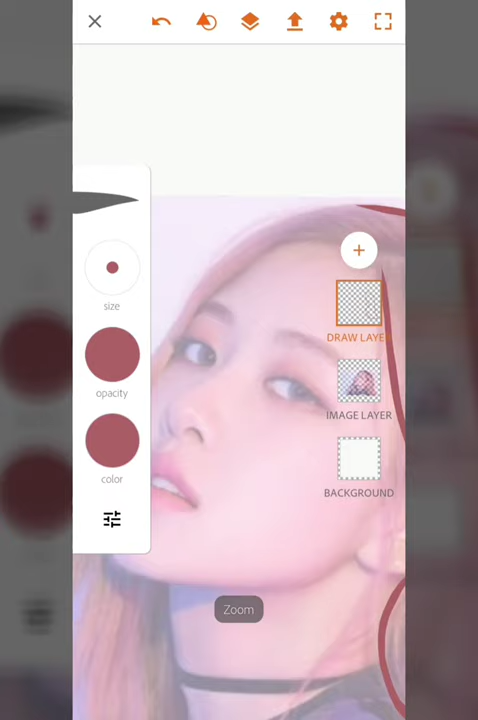 size
DRAW LAYER
opacity
IMAGE LAYER
color
BACKGROUND
Zoom